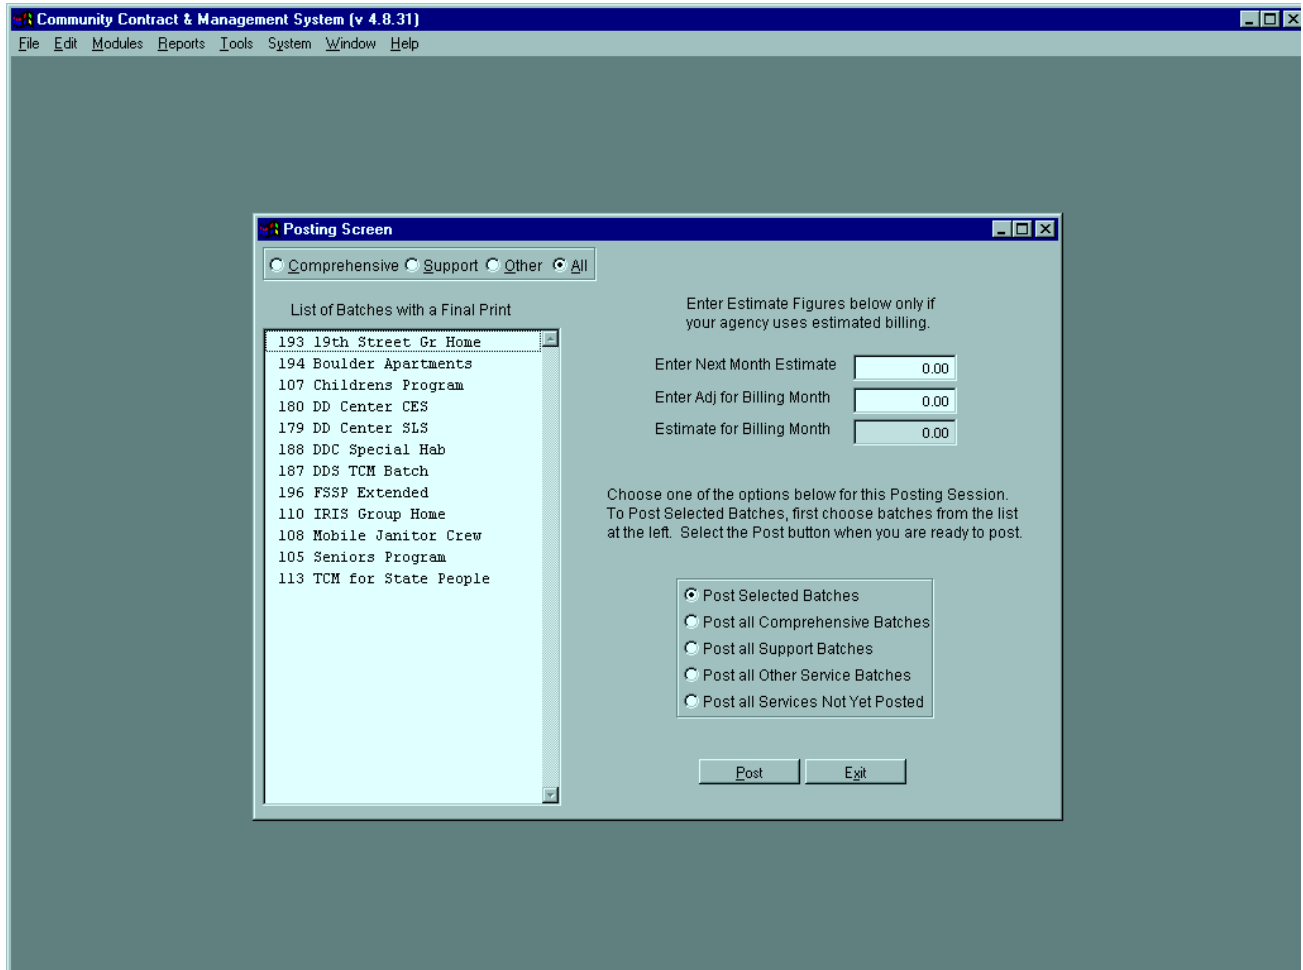 Community Contract & Management System (v 4.8.31)
File Edit Modules Reports Tools System Window Help
Posting Screen
Comprehensive Support Other All
List of Batches with a Final Print
193 19th Street Gr Home
194 Boulder Apartments
107 Childrens Program
180 DD Center CES
179 DD Center SLS
188 DDC Special Hab
187 DDS TCM Batch
196 FSSP Extended
110 IRIS Group Home
108 Mobile Janitor Crew
105 Seniors Program
113 TCM for State People
Enter Estimate Figures below only if
your agency uses estimated billing.
Enter Next Month Estimate 0.00
Enter Adj for Billing Month 0.00
Estimate for Billing Month 0.00
Choose one of the options below for this Posting Session.
To Post Selected Batches, first choose batches from the list
at the left. Select the Post button when you are ready to post.
Post Selected Batches
Post all Comprehensive Batches
Post all Support Batches
Post all Other Service Batches
Post all Services Not Yet Posted
Post Exit